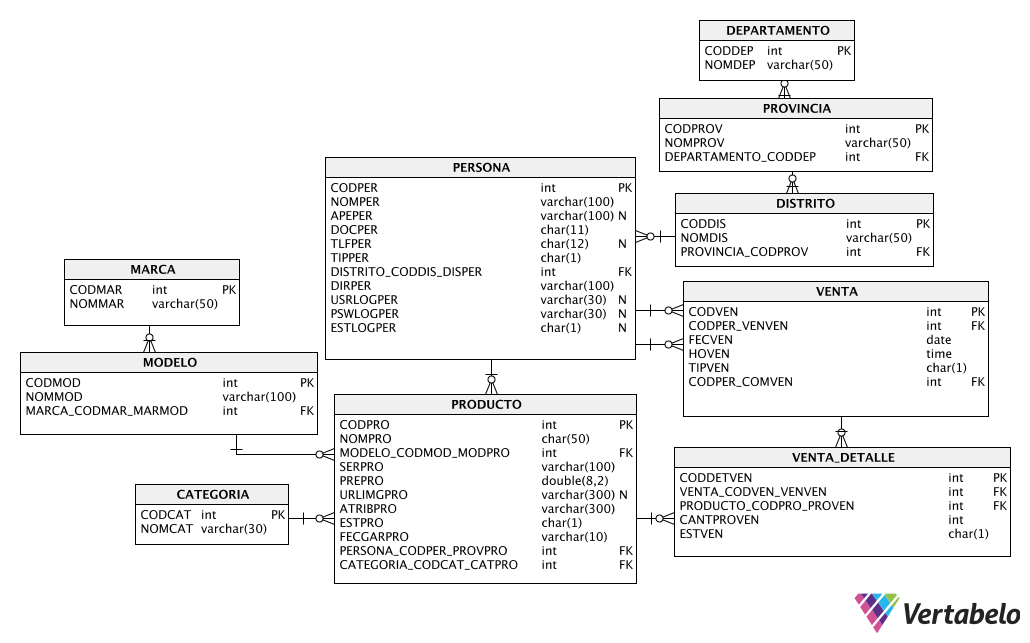 DEPARTAMENTO
CODDEP int PK
NOMDEP varchar(50)
PROVINCIA
CODPROV int PK
NOMPROV varchar(50)
DEPARTAMENTO_CODDEP int FK
DISTRITO
CODDIS int PK
NOMDIS varchar(50)
PROVINCIA_CODPROV int FK
PERSONA
CODPER int PK
NOMPER varchar(100)
APEPER varchar(100) N
DOCPER char(11)
TLFPER char(12) N
TIPPER char(1)
DISTRITO_CODDIS_DISPER int FK
DIRPER varchar(100)
USRLOGPER varchar(30) N
PSWLOGPER varchar(30) N
ESTLOGPER char(1) N
MARCA
CODMAR int PK
NOMMAR varchar(50)
MODELO
CODMOD int PK
NOMMOD varchar(100)
MARCA_CODMAR_MARMOD int FK
VENTA
CODVEN int PK
CODPER_VENVEN int FK
FECVEN date
HOVEN time
TIPVEN char(1)
CODPER_COMVEN int FK
PRODUCTO
CODPRO int PK
NOMPRO char(50)
MODELO_CODMOD_MODPRO int FK
SERPRO varchar(100)
PREPRO double(8,2)
URLIMGPRO varchar(300) N
ATRIBPRO varchar(300)
ESTPRO char(1)
FECGARPRO varchar(10)
PERSONA_CODPER_PROVPRO int FK
CATEGORIA_CODCAT_CATPRO int FK
CATEGORIA
CODCAT int PK
NOMCAT varchar(30)
VENTA_DETALLE
CODDETVEN int PK
VENTA_CODVEN_VENVEN int FK
PRODUCTO_CODPRO_PROVEN int FK
CANTPROVEN int
ESTVEN char(1)
Vertabelo